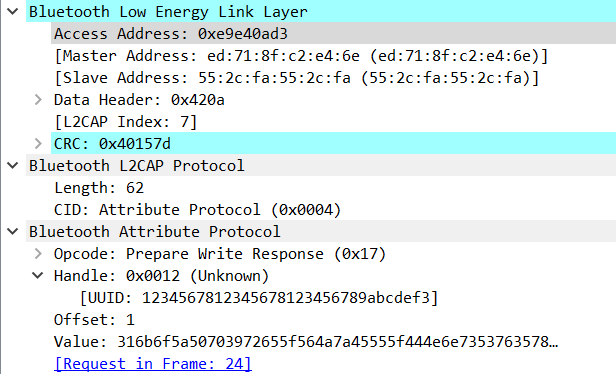 Bluetooth Low Energy Link Layer
Access Address: 0xe9e40ad3
[Master Address: ed:71:8f:c2:e4:6e (ed:71:8f:c2:e4:6e)]
[Slave Address: 55:2c:fa:55:2c:fa (55:2c:fa:55:2c:fa)]
Data Header: 0x420a
[L2CAP Index: 7]
CRC: 0x40157d
Bluetooth L2CAP Protocol
Length: 62
CID: Attribute Protocol (0x0004)
Bluetooth Attribute Protocol
Opcode: Prepare Write Response (0x17)
Handle: 0x0012 (Unknown)
[UUID: 1234567812345678123456789abcdef3]
Offset: 1
Value: 316b6f5a50703972655f564a7a45555f444e6e7353763578…
[Request in Frame: 24]